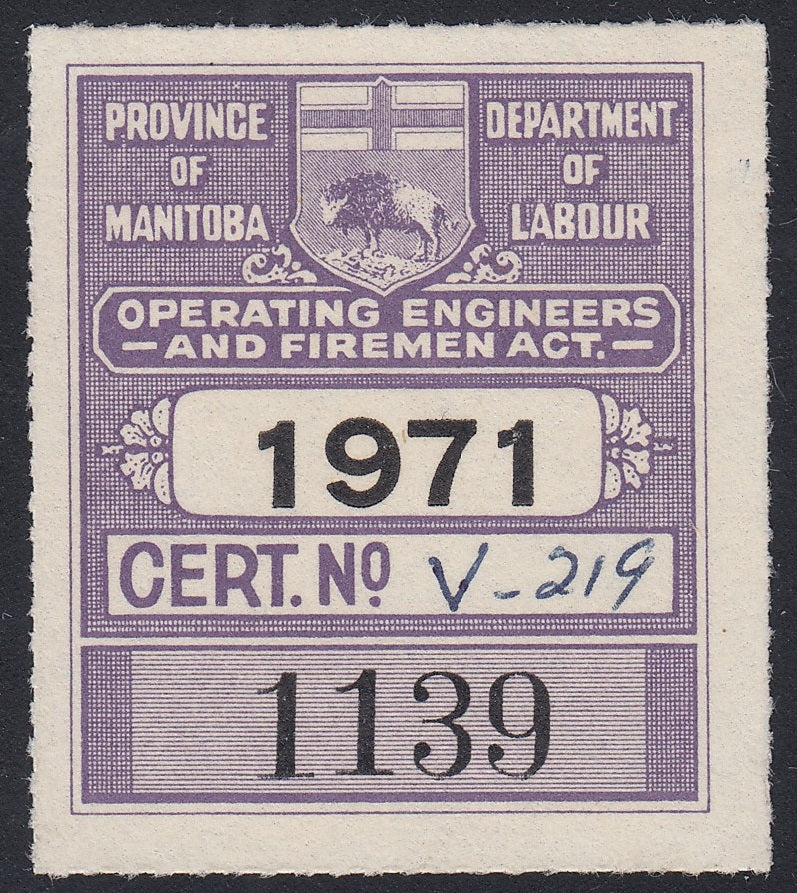 PROVINCE
OF
MANITOBA
DEPARTMENT
OF
LABOUR
OPERATING ENGINEERS
—AND FIREMEN ACT.—
1971
CERT. NO V-219
1139